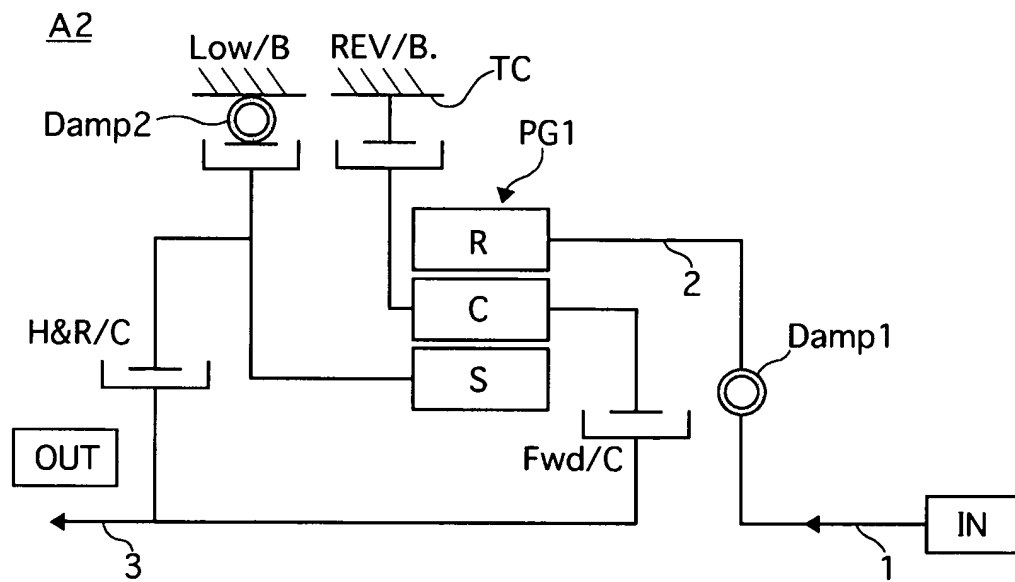 A2
Low/B
REV/B.
TC
Damp2
PG1
R
2
C
H&R/C
Damp1
S
OUT
Fwd/C
IN
3
1